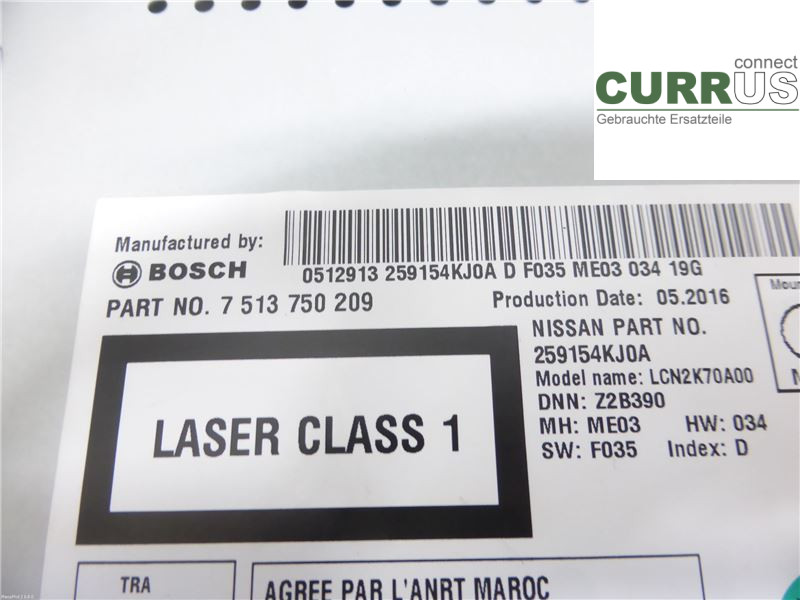 connect
CURRUS
Gebrauchte Ersatzteile
Manufactured by:
BOSCH
0512913 259154KJ0A D F035 ME03 034 19G
PART NO. 7 513 750 209
Production Date: 05.2016
NISSAN PART NO.
259154KJ0A
Model name: LCN2K70A00
DNN: Z2B390
MH: ME03 HW: 034
SW: F035 Index: D
LASER CLASS 1
TRA
AGREE PAR L'ANRT MAROC